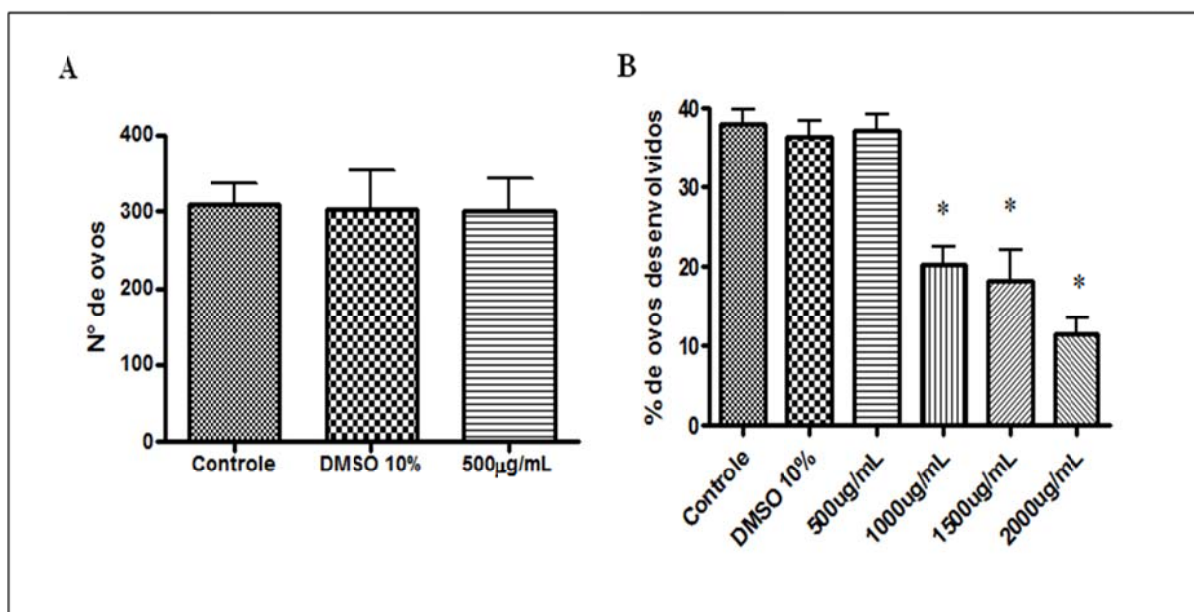 A
N° de ovos
400
300
200
100
0
Controle
DMSO 10%
500μg/mL
B
% de ovos desenvolvidos
40
30
20
10
0
*
*
*
Controle
DMSO 10%
500ug/mL
1000ug/mL
1500ug/mL
2000ug/mL